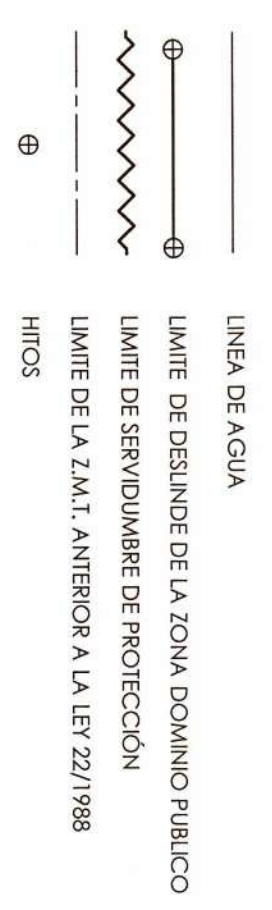 LINEA DE AGUA
LIMITE DE DESLINDE DE LA ZONA DOMINIO PUBLICO
LIMITE DE SERVIDUMBRE DE PROTECCIÓN
LIMITE DE LA Z.M.T. ANTERIOR A LA LEY 22/1988
HITOS